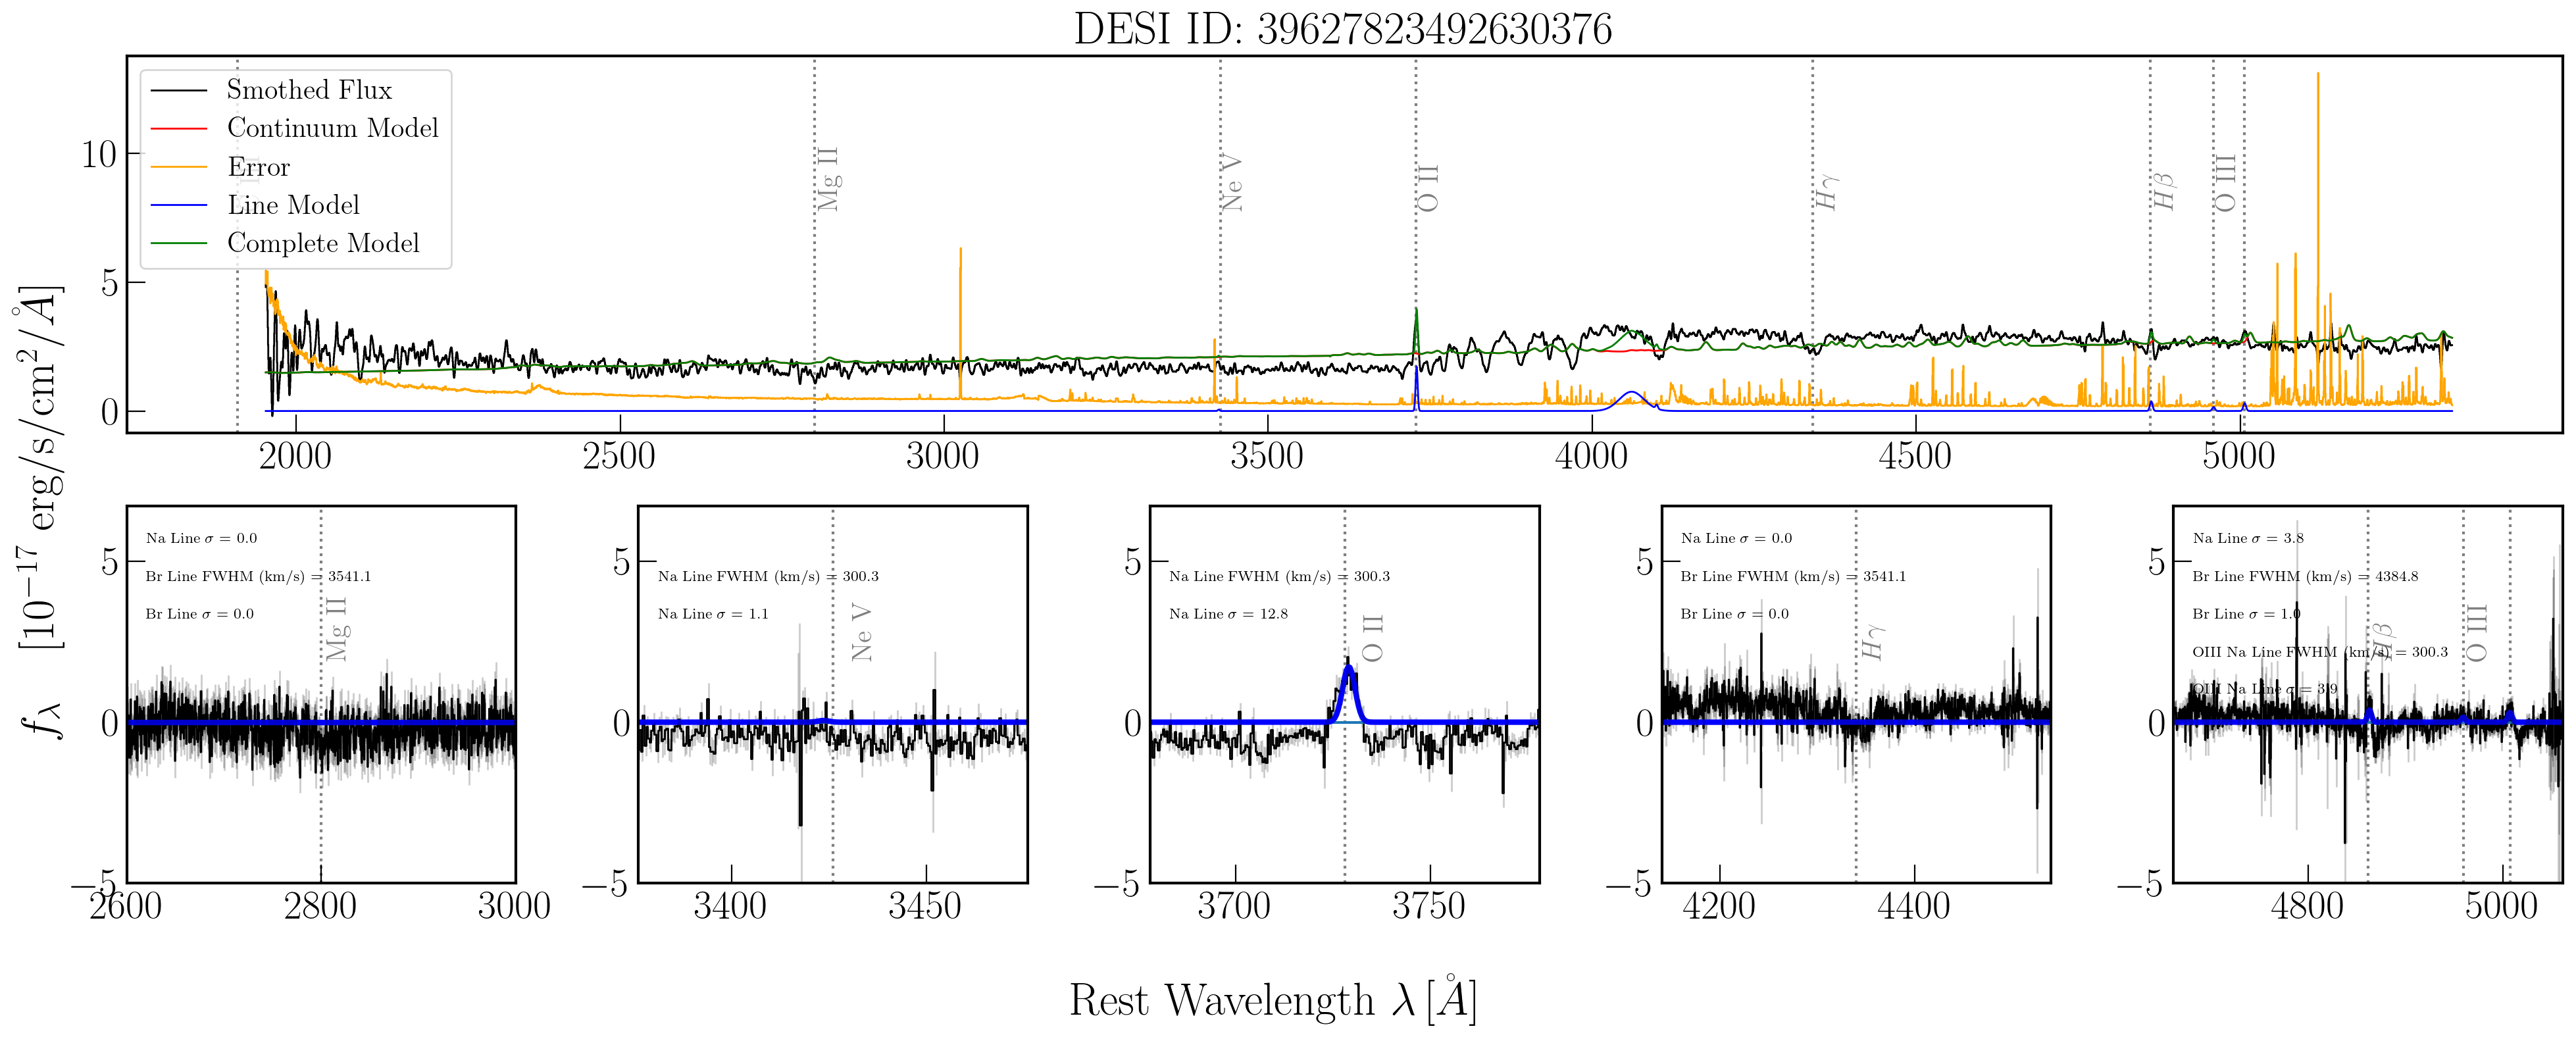 DESI ID: 39627823492630376
Smothed Flux
Continuum Model
Error
Line Model
Complete Model
Mg II
Ne V
O II
Hγ
Hβ
O III
10
5
0
2000 2500 3000 3500 4000 4500 5000
f_λ [10⁻¹⁷ erg/s/cm²/Å]
Na Line σ = 0.0
Br Line FWHM (km/s) = 3541.1
Br Line σ = 0.0
Mg II
5
0
−5
2600 2800 3000
Na Line FWHM (km/s) = 300.3
Na Line σ = 1.1
Ne V
5
0
−5
3400 3450
Na Line FWHM (km/s) = 300.3
Na Line σ = 12.8
O II
5
0
−5
3700 3750
Na Line σ = 0.0
Br Line FWHM (km/s) = 3541.1
Br Line σ = 0.0
Hγ
5
0
−5
4200 4400
Na Line σ = 3.8
Br Line FWHM (km/s) = 4384.8
Br Line σ = 1.0
OIII Na Line FWHM (km/s) = 300.3
OIII Na Line σ = 3.9
Hβ
O III
5
0
−5
4800 5000
Rest Wavelength λ [Å]